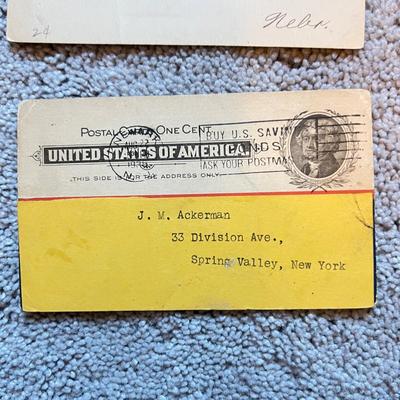 24
Nebr.
POSTAL CARD ONE CENT
BUY U.S. SAVINGS
BONDS
UNITED STATES OF AMERICA.
ASK YOUR POSTMASTER
THIS SIDE IS FOR THE ADDRESS ONLY
J. M. Ackerman
33 Division Ave.,
Spring Valley, New York